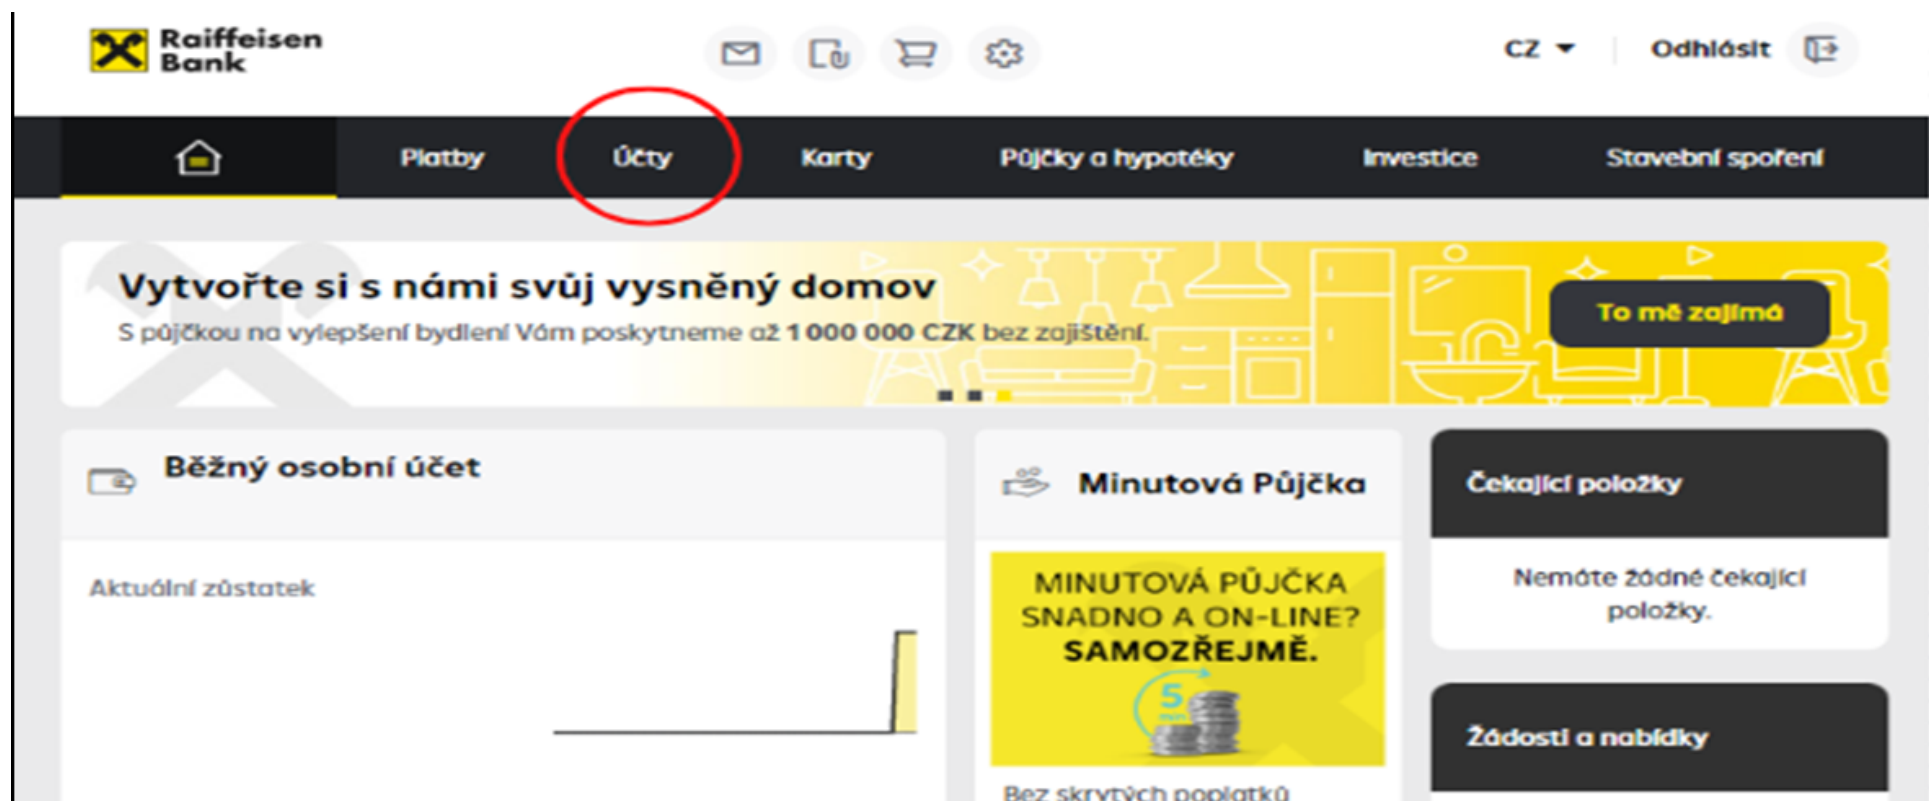 Raiffeisen
Bank
CZ
Odhlásit
Platby
Účty
Karty
Půjčky a hypotéky
Investice
Stavební spoření
Vytvořte si s námi svůj vysněný domov
S půjčkou na vylepšení bydlení Vám poskytneme až 1 000 000 CZK bez zajištění.
To mě zajímá
Běžný osobní účet
Aktuální zůstatek
Minutová Půjčka
MINUTOVÁ PŮJČKA
SNADNO A ON-LINE?
SAMOZŘEJMĚ.
5
min
Bez skrytých poplatků
Čekající položky
Nemáte žádné čekající
položky.
Žádosti a nabídky